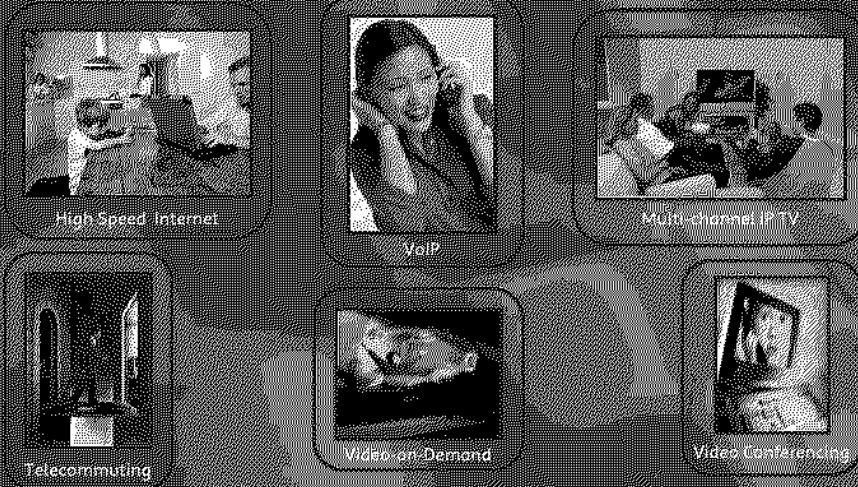 High Speed Internet
VoIP
Multi-channel IP TV
Telecommuting
Video-on-Demand
Video Conferencing